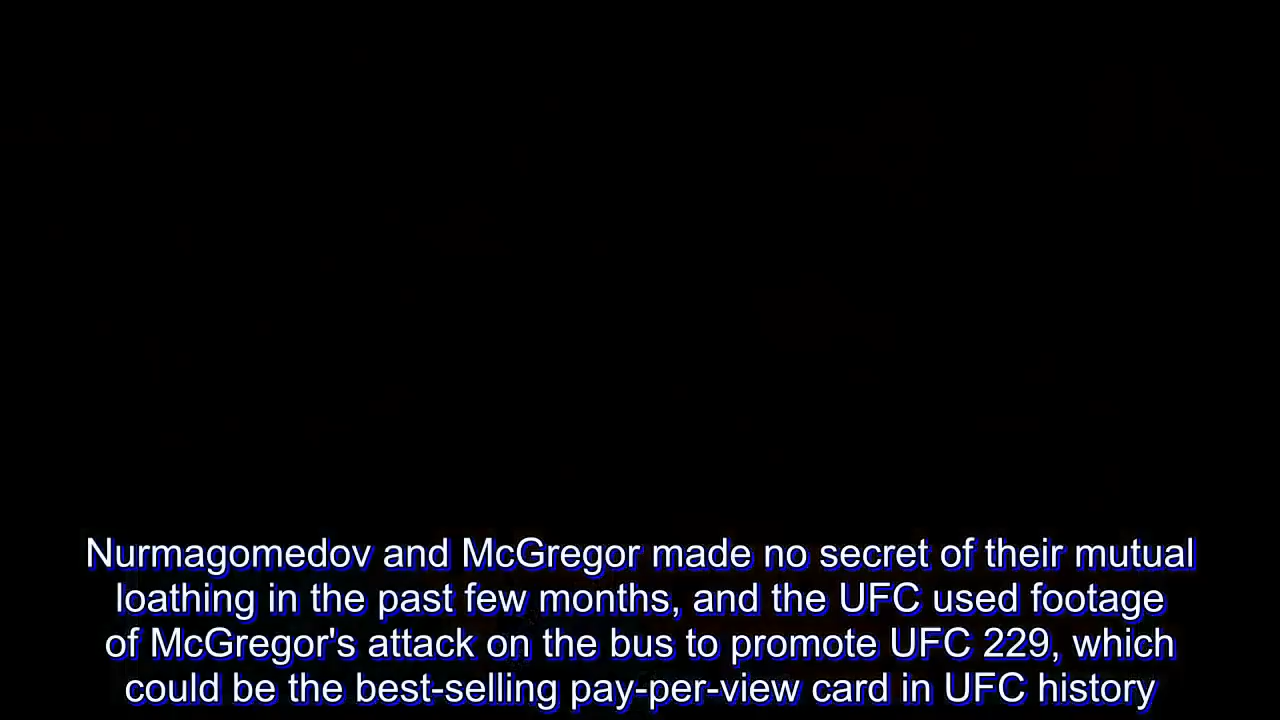 Nurmagomedov and McGregor made no secret of their mutual
loathing in the past few months, and the UFC used footage
of McGregor's attack on the bus to promote UFC 229, which
could be the best-selling pay-per-view card in UFC history